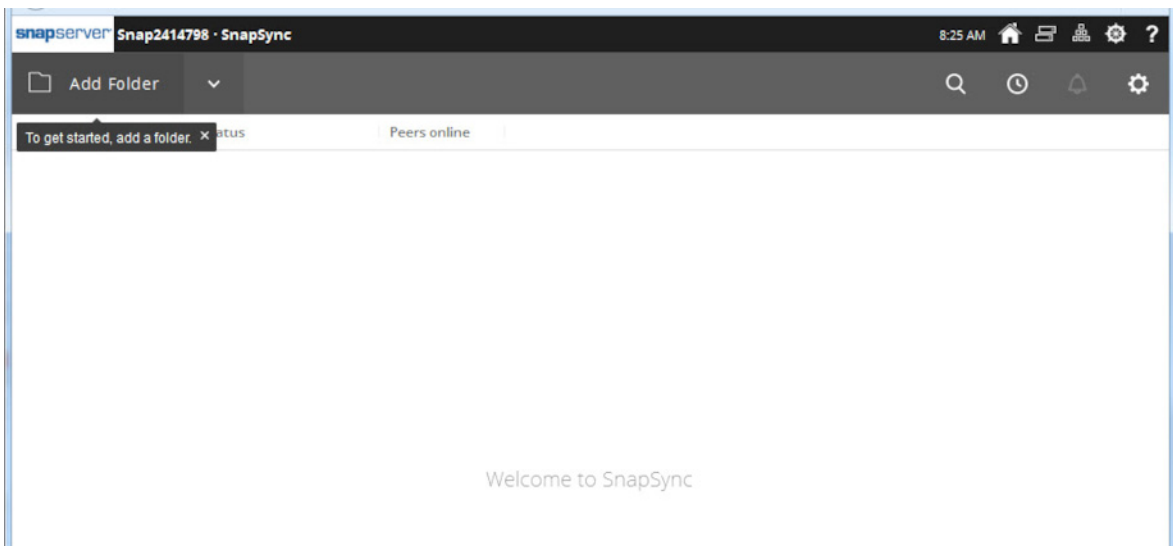 snapserver Snap2414798 · SnapSync 8:25 AM ?
Add Folder
To get started, add a folder. × atus Peers online
Welcome to SnapSync